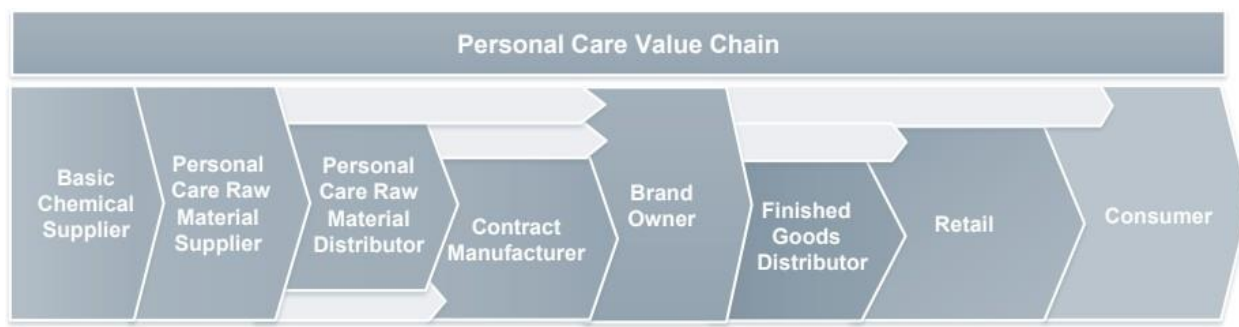 Personal Care Value Chain
Basic
Chemical
Supplier
Personal
Care Raw
Material
Supplier
Personal
Care Raw
Material
Distributor
Contract
Manufacturer
Brand
Owner
Finished
Goods
Distributor
Retail
Consumer